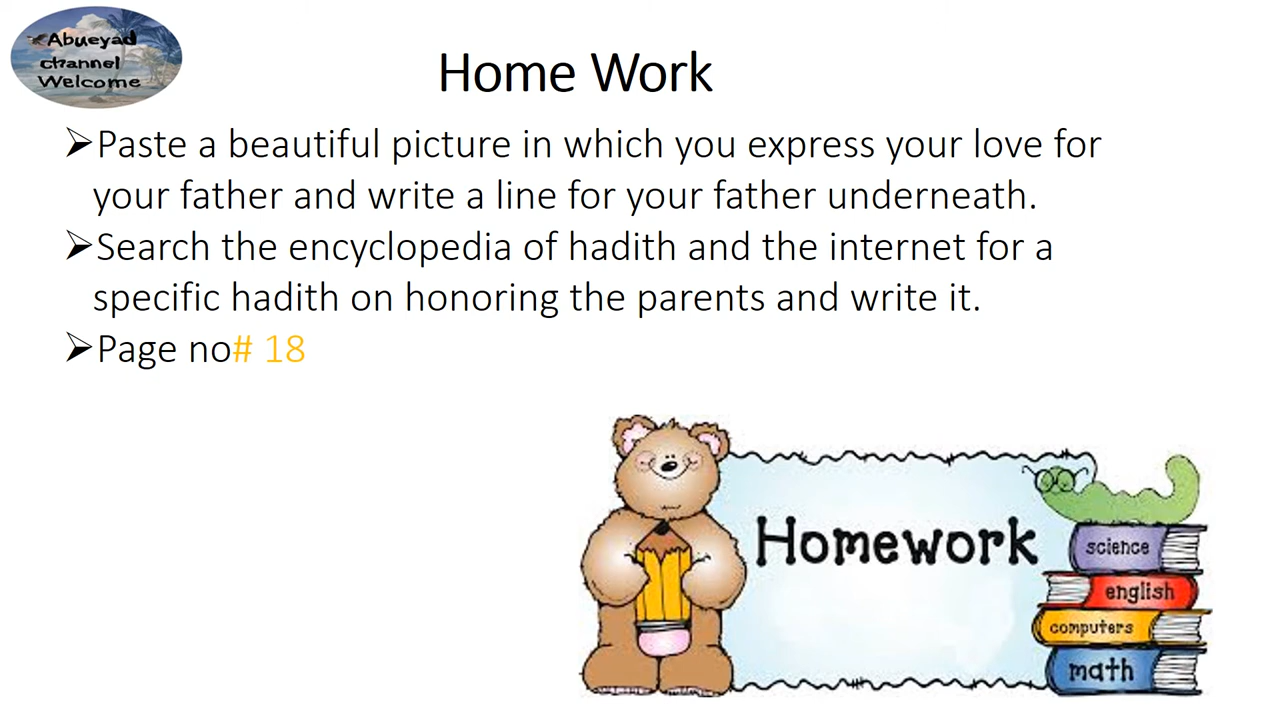 Abueyad
channel
Welcome
Home Work
➢Paste a beautiful picture in which you express your love for
your father and write a line for your father underneath.
➢Search the encyclopedia of hadith and the internet for a
specific hadith on honoring the parents and write it.
➢Page no# 18
Homework
science
english
computers
math